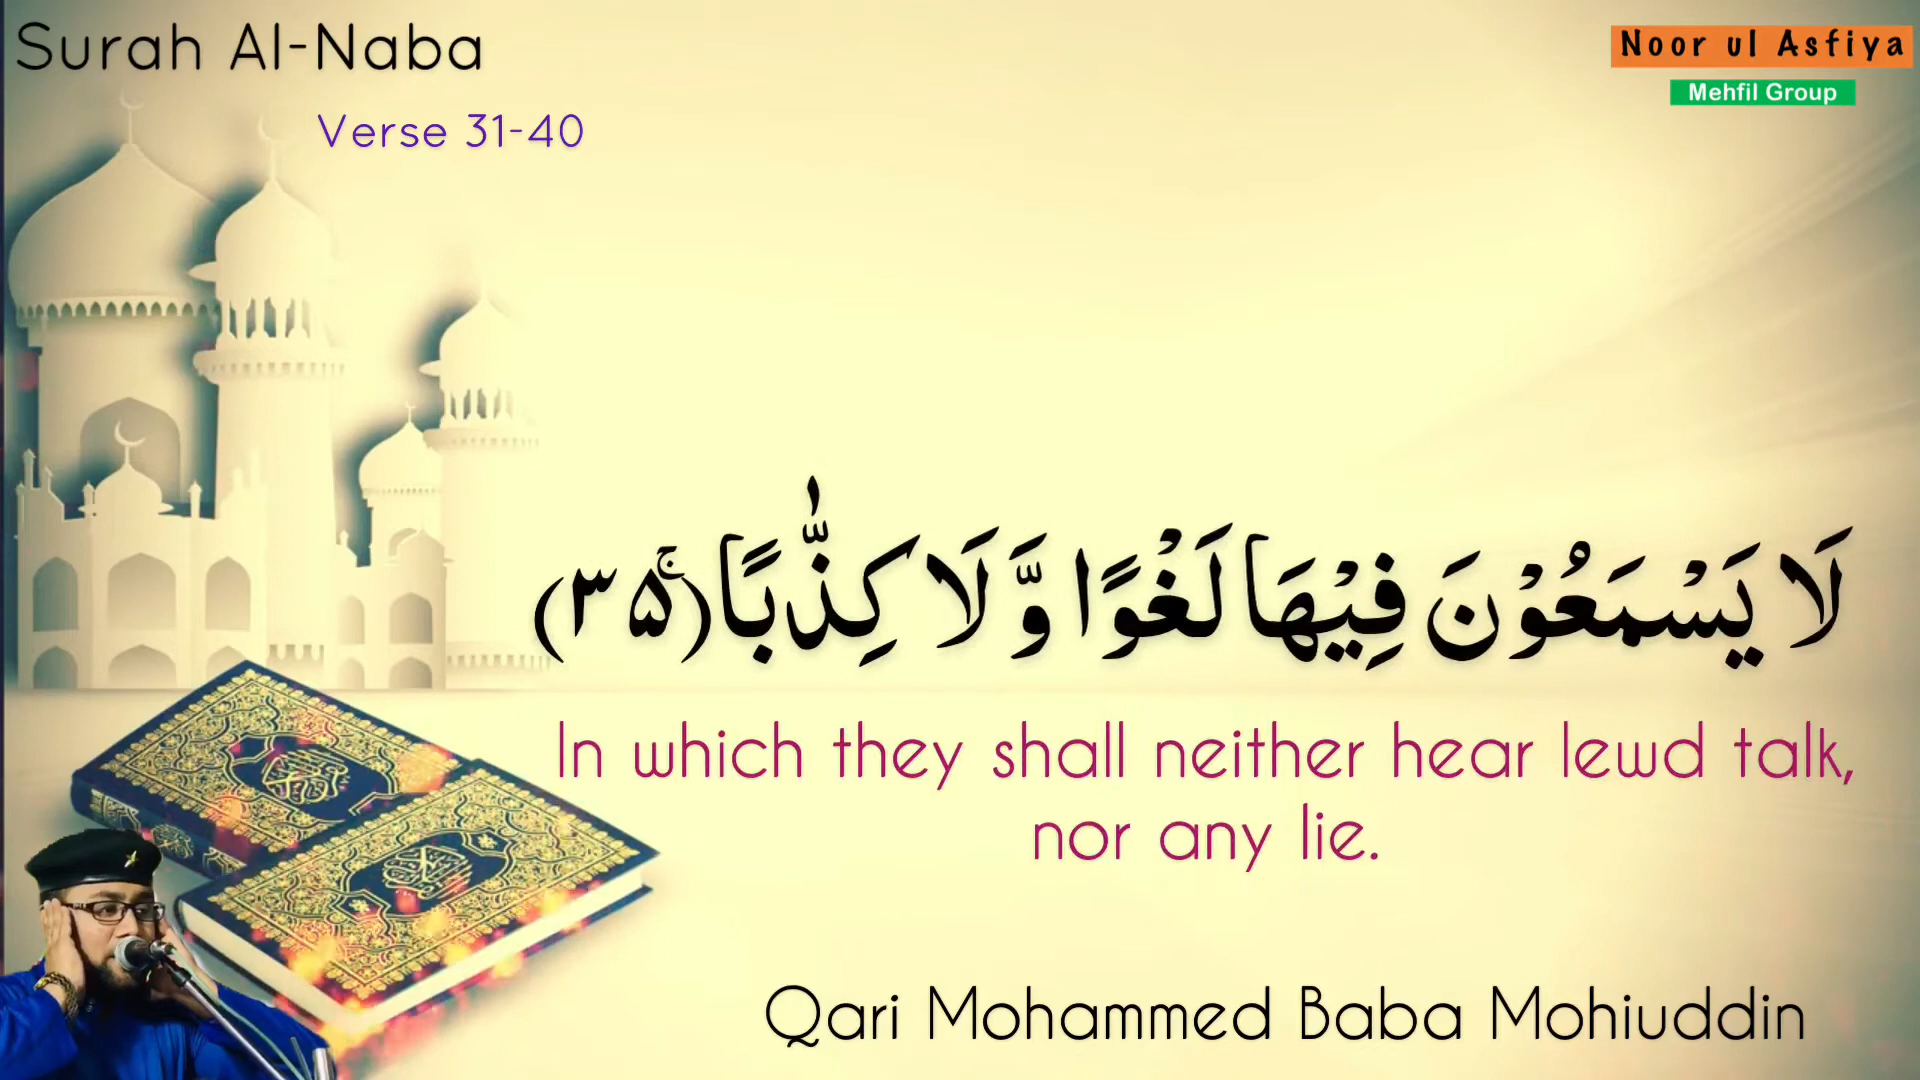 Surah Al-Naba
Noor ul Asfiya
Mehfil Group
Verse 31-40
لَا يَسْمَعُوْنَ فِيْهَا لَغْوًا وَّ لَا كِذّٰبًاۚ(۳۵)
In which they shall neither hear lewd talk,
nor any lie.
Qari Mohammed Baba Mohiuddin